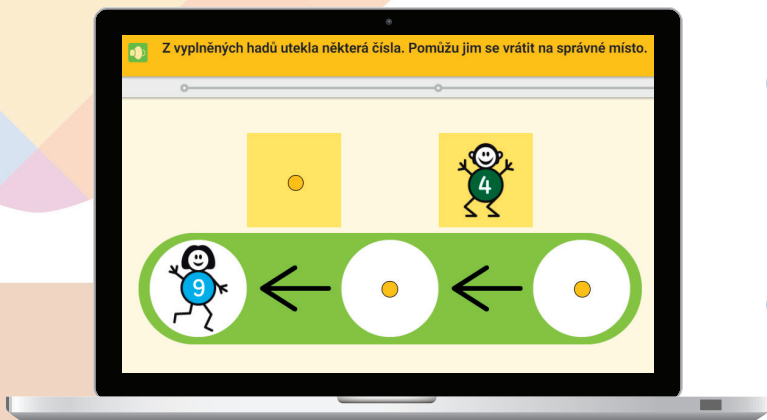 Z vyplněných hadů utekla některá čísla. Pomůžu jim se vrátit na správné místo.
4
9